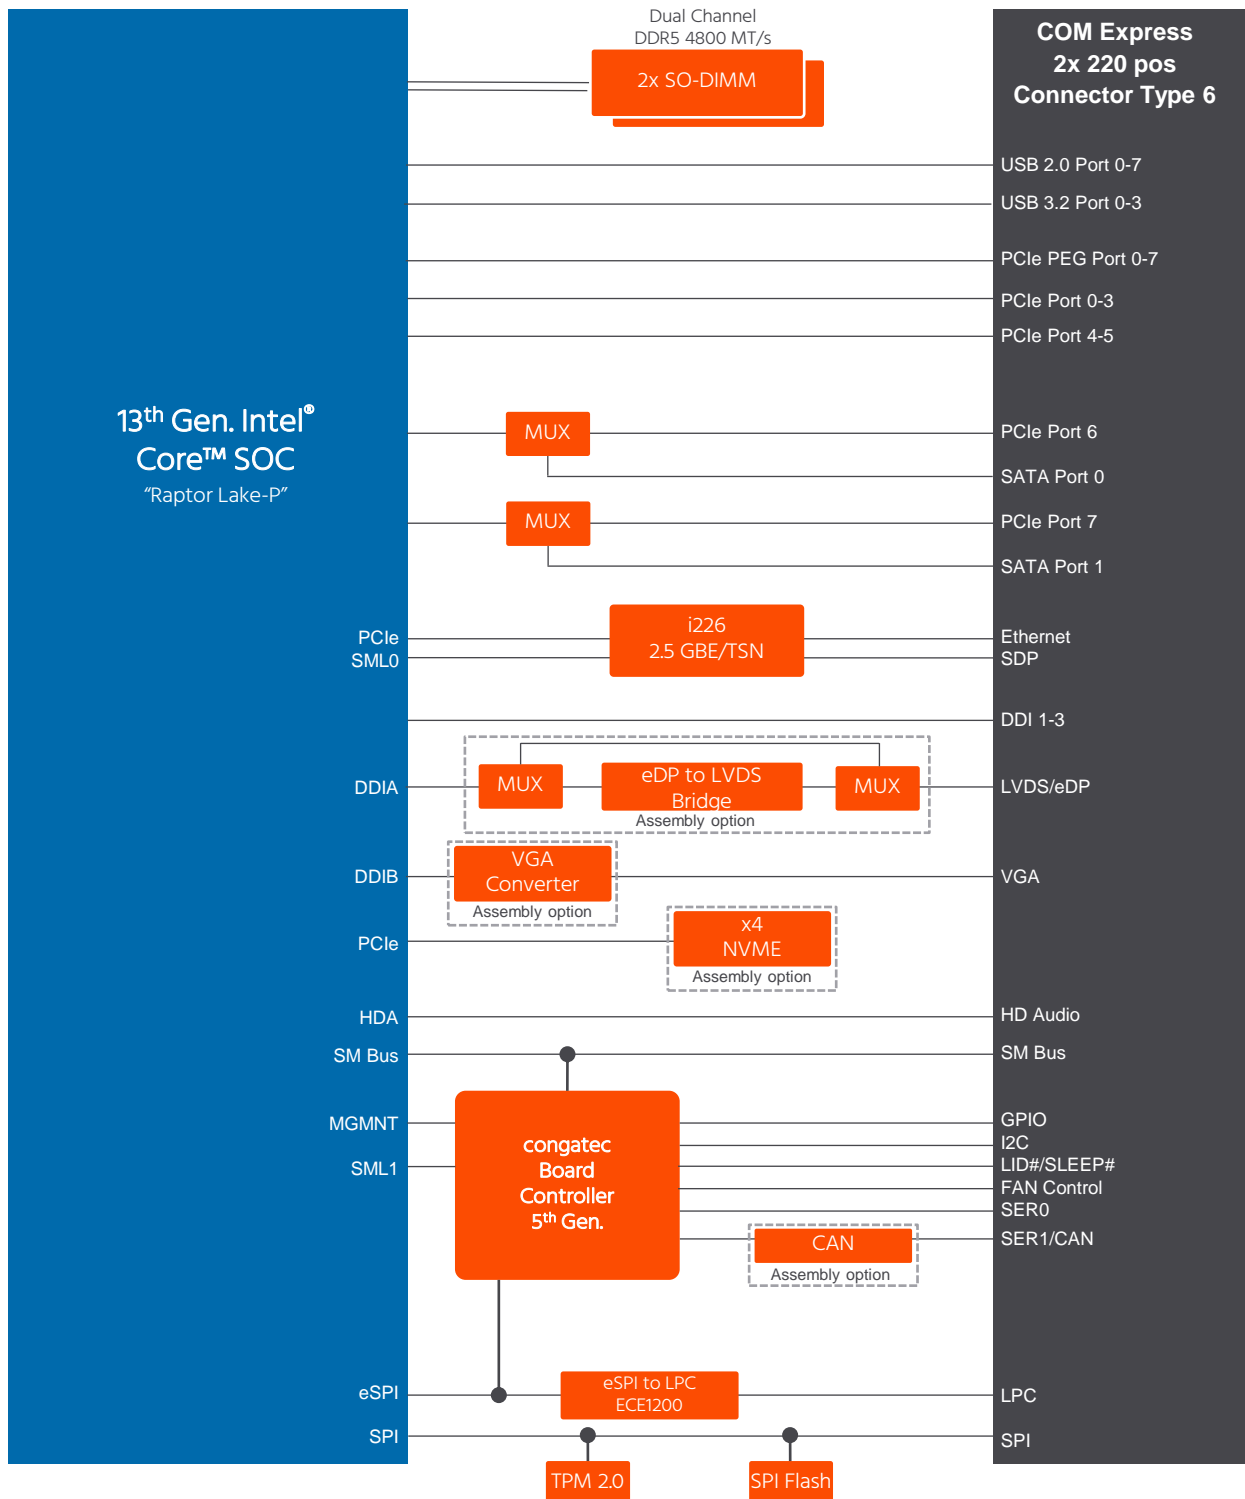 Dual Channel
DDR5 4800 MT/s
2x SO-DIMM
COM Express
2x 220 pos
Connector Type 6
USB 2.0 Port 0-7
USB 3.2 Port 0-3
PCIe PEG Port 0-7
PCIe Port 0-3
PCIe Port 4-5
13th Gen. Intel®
Core™ SOC
“Raptor Lake-P”
MUX
PCIe Port 6
SATA Port 0
MUX
PCIe Port 7
SATA Port 1
PCIe
SML0
i226
2.5 GBE/TSN
Ethernet
SDP
DDI 1-3
DDIA
MUX
eDP to LVDS
Bridge
MUX
LVDS/eDP
Assembly option
DDIB
VGA
Converter
VGA
Assembly option
PCIe
x4
NVME
Assembly option
HDA
HD Audio
SM Bus
SM Bus
MGMNT
SML1
congatec
Board
Controller
5th Gen.
GPIO
I2C
LID#/SLEEP#
FAN Control
SER0
CAN
SER1/CAN
Assembly option
eSPI
eSPI to LPC
ECE1200
LPC
SPI
SPI
TPM 2.0
SPI Flash